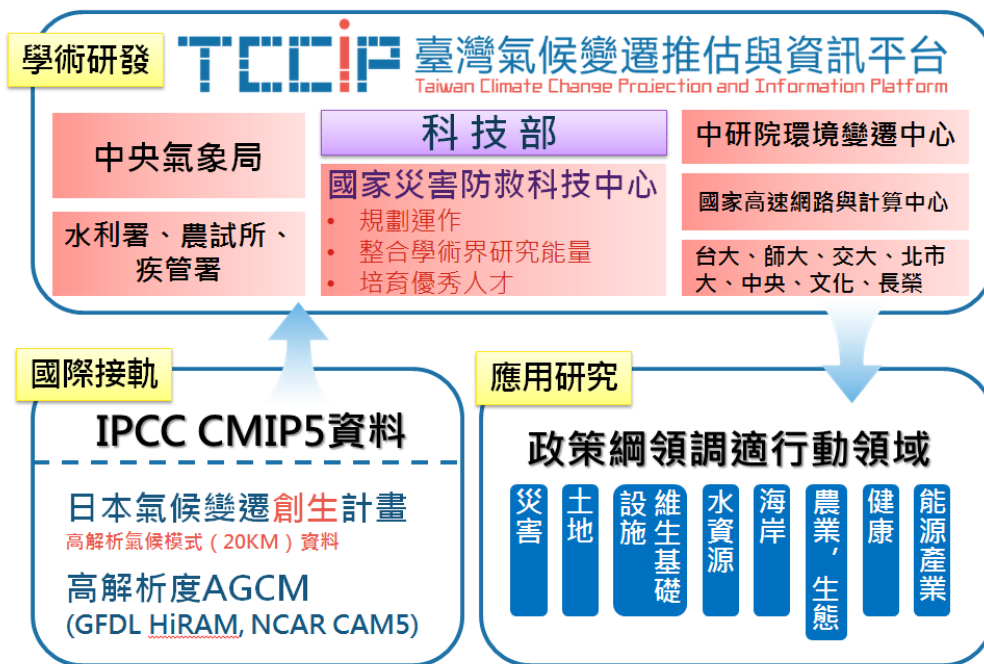 學術研發
TCCiP 臺灣氣候變遷推估與資訊平台
Taiwan Climate Change Projection and Information Platform
中央氣象局
水利署、農試所、
疾管署
科技部
國家災害防救科技中心
• 規劃運作
• 整合學術界研究能量
• 培育優秀人才
中研院環境變遷中心
國家高速網路與計算中心
台大、師大、交大、北市
大、中央、文化、長榮
國際接軌
IPCC CMIP5資料
日本氣候變遷創生計畫
高解析氣候模式(20KM)資料
高解析度AGCM
(GFDL HiRAM, NCAR CAM5)
應用研究
政策綱領調適行動領域
災害
土地
維生基礎
設施
水資源
海岸
農業,生態
健康
能源產業